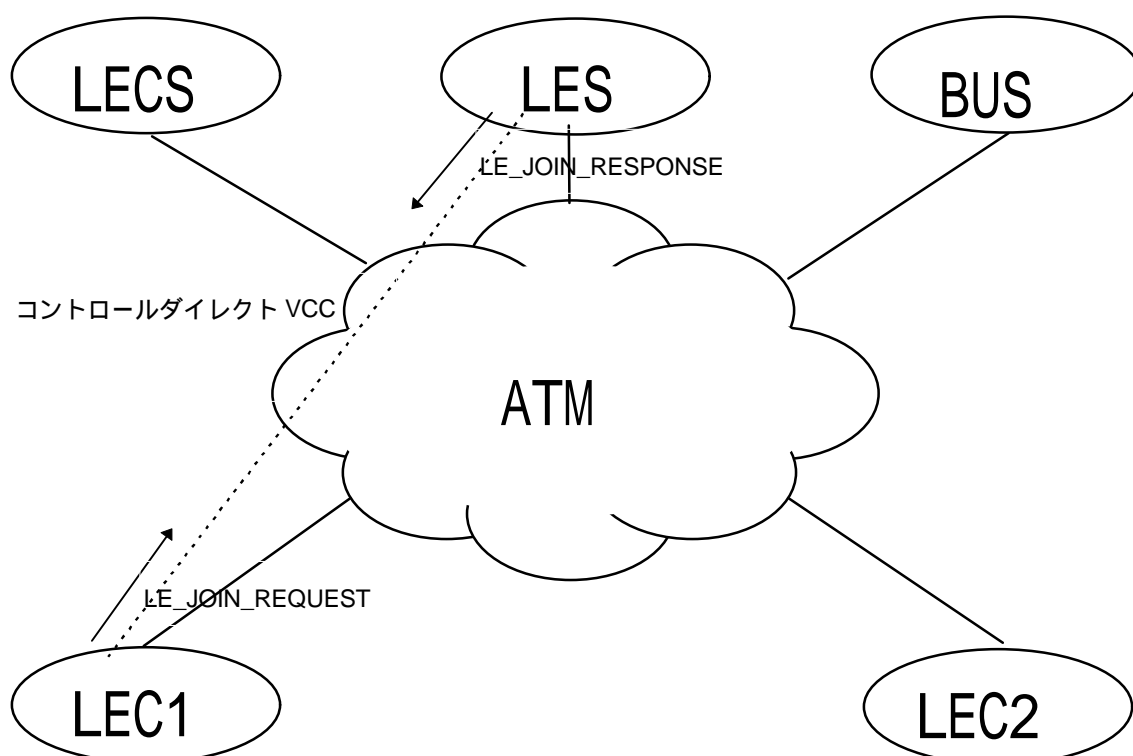 LECS
LES
BUS
LE_JOIN_RESPONSE
コントロールダイレクト VCC
ATM
LE_JOIN_REQUEST
LEC1
LEC2